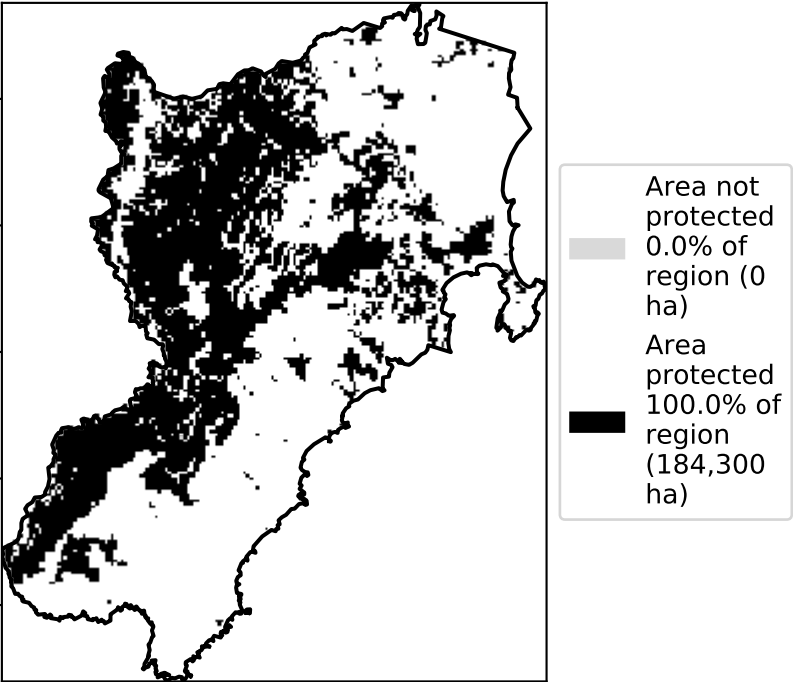 Area not
protected
0.0% of
region (0
ha)
Area
protected
100.0% of
region
(184,300
ha)